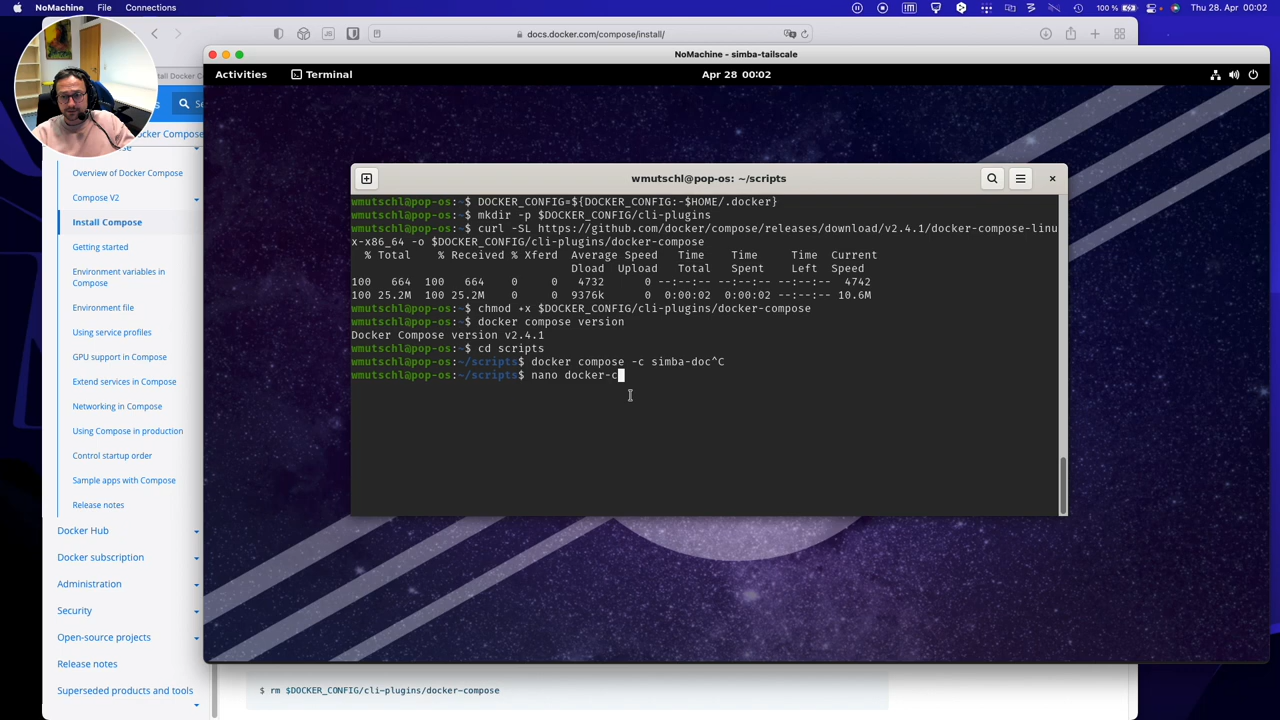 NoMachine File Connections 100 % Thu 28. Apr 00:02
docs.docker.com/compose/install/
NoMachine - simba-tailscale
tall Docker C
Activities Terminal Apr 28 00:02
ocker Compose
Overview of Docker Compose
Compose V2
Install Compose
Getting started
Environment variables in
Compose
Environment file
Using service profiles
GPU support in Compose
Extend services in Compose
Networking in Compose
Using Compose in production
Control startup order
Sample apps with Compose
Release notes
Docker Hub
Docker subscription
Administration
Security
Open-source projects
Release notes
Superseded products and tools
wmutschl@pop-os: ~/scripts
wmutschl@pop-os:~$ DOCKER_CONFIG=${DOCKER_CONFIG:-$HOME/.docker}
wmutschl@pop-os:~$ mkdir -p $DOCKER_CONFIG/cli-plugins
wmutschl@pop-os:~$ curl -SL https://github.com/docker/compose/releases/download/v2.4.1/docker-compose-linu
x-x86_64 -o $DOCKER_CONFIG/cli-plugins/docker-compose
% Total % Received % Xferd Average Speed Time Time Time Current
Dload Upload Total Spent Left Speed
100 664 100 664 0 0 4732 0 --:--:-- --:--:-- --:--:-- 4742
100 25.2M 100 25.2M 0 0 9376k 0 0:00:02 0:00:02 --:--:-- 10.6M
wmutschl@pop-os:~$ chmod +x $DOCKER_CONFIG/cli-plugins/docker-compose
wmutschl@pop-os:~$ docker compose version
Docker Compose version v2.4.1
wmutschl@pop-os:~$ cd scripts
wmutschl@pop-os:~/scripts$ docker compose -c simba-doc^C
wmutschl@pop-os:~/scripts$ nano docker-c
$ rm $DOCKER_CONFIG/cli-plugins/docker-compose